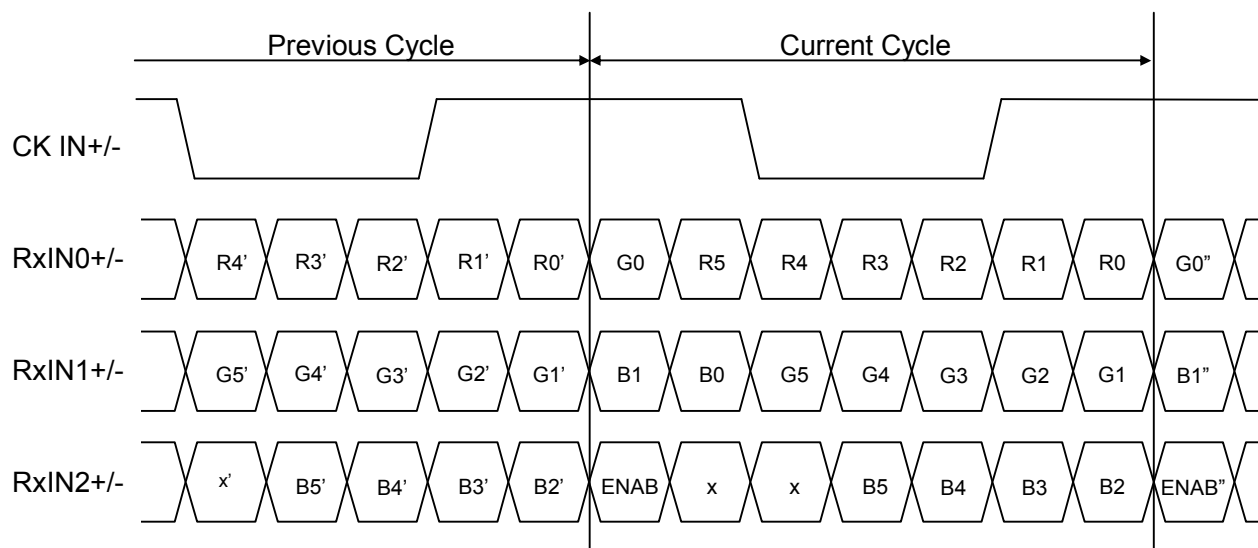 Previous Cycle Current Cycle
CK IN+/-
RxIN0+/- R4’ R3’ R2’ R1’ R0’ G0 R5 R4 R3 R2 R1 R0 G0”
RxIN1+/- G5’ G4’ G3’ G2’ G1’ B1 B0 G5 G4 G3 G2 G1 B1”
RxIN2+/- x’ B5’ B4’ B3’ B2’ ENAB x x B5 B4 B3 B2 ENAB”